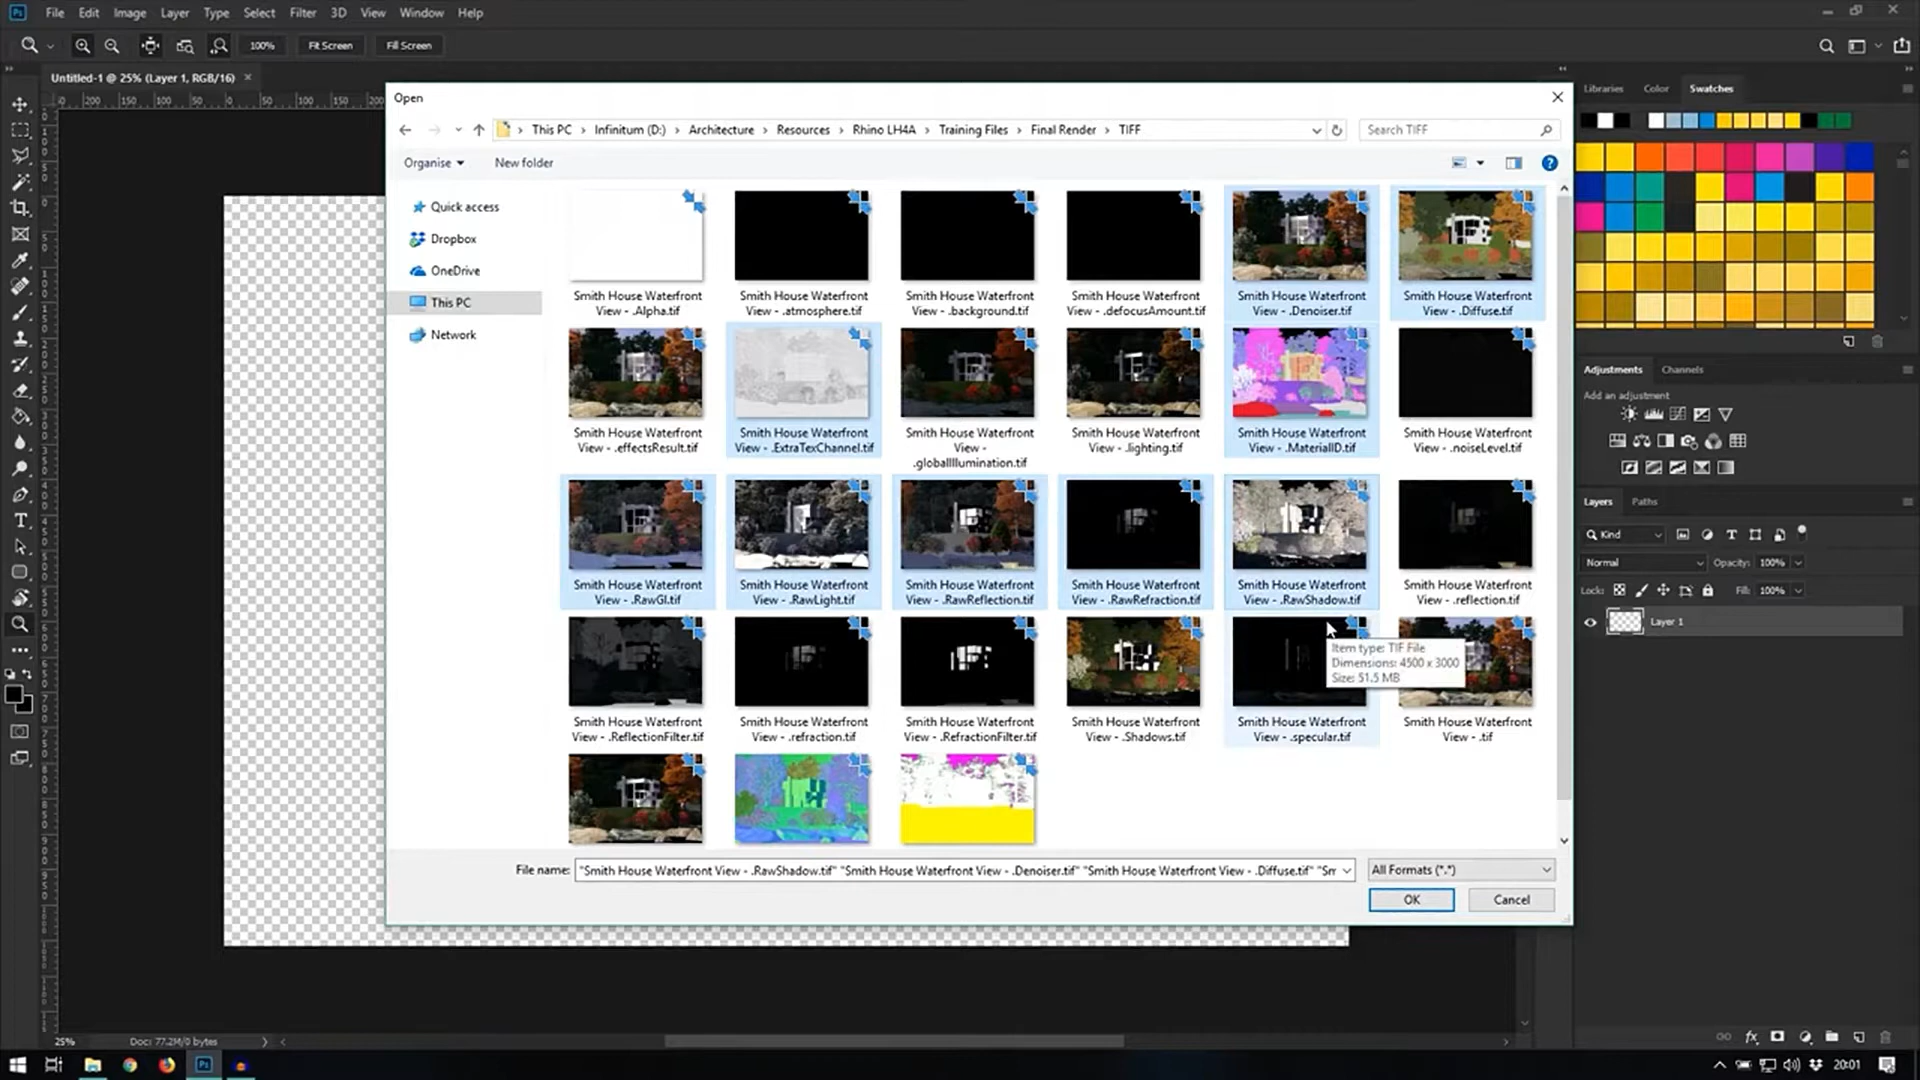 Ps File Edit Image Layer Type Select Filter 3D View Window Help
100% Fit Screen Fill Screen
Untitled-1 @ 25% (Layer 1, RGB/16) ×
Open
This PC > Infinitum (D:) > Architecture > Resources > Rhino LH4A > Training Files > Final Render > TIFF
Search TIFF
Organise New folder
Quick access
Dropbox
OneDrive
This PC
Network
Smith House Waterfront View - .Alpha.tif
Smith House Waterfront View - .atmosphere.tif
Smith House Waterfront View - .background.tif
Smith House Waterfront View - .defocusAmount.tif
Smith House Waterfront View - .Denoiser.tif
Smith House Waterfront View - .Diffuse.tif
Smith House Waterfront View - .effectsResult.tif
Smith House Waterfront View - .ExtraTexChannel.tif
Smith House Waterfront View - .globalIllumination.tif
Smith House Waterfront View - .lighting.tif
Smith House Waterfront View - .MaterialID.tif
Smith House Waterfront View - .noiseLevel.tif
Smith House Waterfront View - .RawGI.tif
Smith House Waterfront View - .RawLight.tif
Smith House Waterfront View - .RawReflection.tif
Smith House Waterfront View - .RawRefraction.tif
Smith House Waterfront View - .RawShadow.tif
Smith House Waterfront View - .reflection.tif
Smith House Waterfront View - .ReflectionFilter.tif
Smith House Waterfront View - .refraction.tif
Smith House Waterfront View - .RefractionFilter.tif
Smith House Waterfront View - .Shadows.tif
Smith House Waterfront View - .specular.tif
Smith House Waterfront View - .tif
Item type: TIF File
Dimensions: 4500 x 3000
Size: 51.5 MB
File name: "Smith House Waterfront View - .RawShadow.tif" "Smith House Waterfront View - .Denoiser.tif" "Smith House Waterfront View - .Diffuse.tif" "Sm
All Formats (*.*)
OK Cancel
Libraries Color Swatches
Adjustments Channels
Add an adjustment
Layers Paths
Kind
Normal Opacity: 100%
Lock: Fill: 100%
Layer 1
25% Doc: 77.2M/0 bytes
20:01